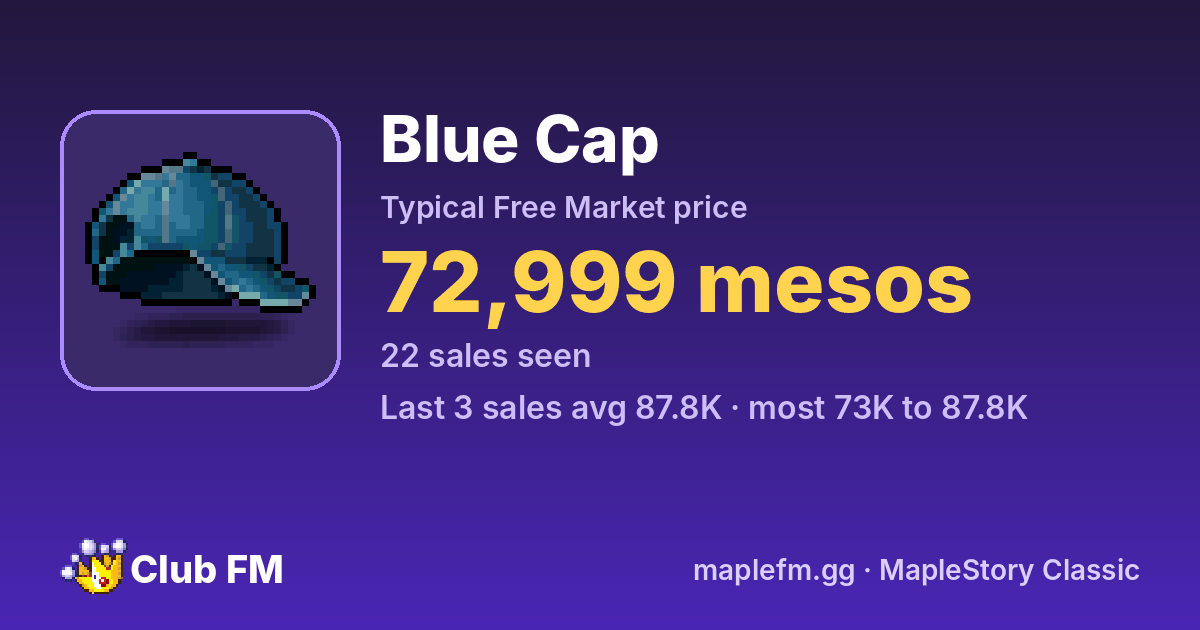 Blue Cap
Typical Free Market price
72,999 mesos
22 sales seen
Last 3 sales avg 87.8K · most 73K to 87.8K
Club FM
maplefm.gg · MapleStory Classic